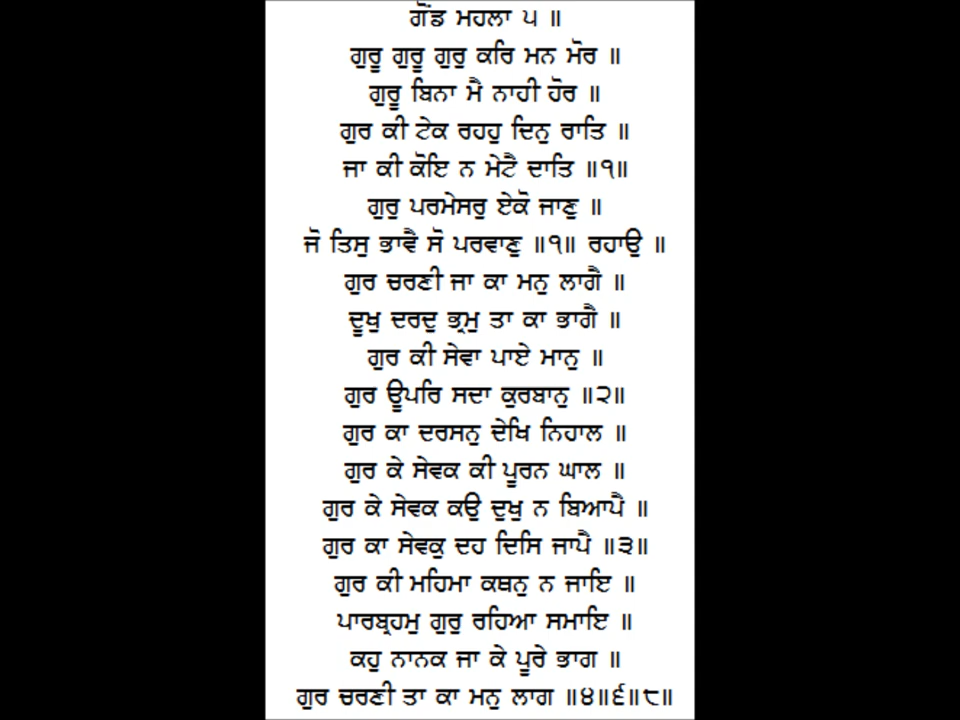 ਗੋਂਡ ਮਹਲਾ ੫ ॥
ਗੁਰੂ ਗੁਰੂ ਗੁਰੁ ਕਰਿ ਮਨ ਮੋਰ ॥
ਗੁਰੂ ਬਿਨਾ ਮੈ ਨਾਹੀ ਹੋਰ ॥
ਗੁਰ ਕੀ ਟੇਕ ਰਹਹੁ ਦਿਨੁ ਰਾਤਿ ॥
ਜਾ ਕੀ ਕੋਇ ਨ ਮੇਟੈ ਦਾਤਿ ॥੧॥
ਗੁਰੁ ਪਰਮੇਸਰੁ ਏਕੋ ਜਾਣੁ ॥
ਜੋ ਤਿਸੁ ਭਾਵੈ ਸੋ ਪਰਵਾਣੁ ॥੧॥ ਰਹਾਉ ॥
ਗੁਰ ਚਰਣੀ ਜਾ ਕਾ ਮਨੁ ਲਾਗੈ ॥
ਦੂਖੁ ਦਰਦੁ ਭ੍ਰਮੁ ਤਾ ਕਾ ਭਾਗੈ ॥
ਗੁਰ ਕੀ ਸੇਵਾ ਪਾਏ ਮਾਨੁ ॥
ਗੁਰ ਊਪਰਿ ਸਦਾ ਕੁਰਬਾਨੁ ॥੨॥
ਗੁਰ ਕਾ ਦਰਸਨੁ ਦੇਖਿ ਨਿਹਾਲ ॥
ਗੁਰ ਕੇ ਸੇਵਕ ਕੀ ਪੂਰਨ ਘਾਲ ॥
ਗੁਰ ਕੇ ਸੇਵਕ ਕਉ ਦੁਖੁ ਨ ਬਿਆਪੈ ॥
ਗੁਰ ਕਾ ਸੇਵਕੁ ਦਹ ਦਿਸਿ ਜਾਪੈ ॥੩॥
ਗੁਰ ਕੀ ਮਹਿਮਾ ਕਥਨੁ ਨ ਜਾਇ ॥
ਪਾਰਬ੍ਰਹਮੁ ਗੁਰੁ ਰਹਿਆ ਸਮਾਇ ॥
ਕਹੁ ਨਾਨਕ ਜਾ ਕੇ ਪੂਰੇ ਭਾਗ ॥
ਗੁਰ ਚਰਣੀ ਤਾ ਕਾ ਮਨੁ ਲਾਗ ॥੪॥੬॥੮॥